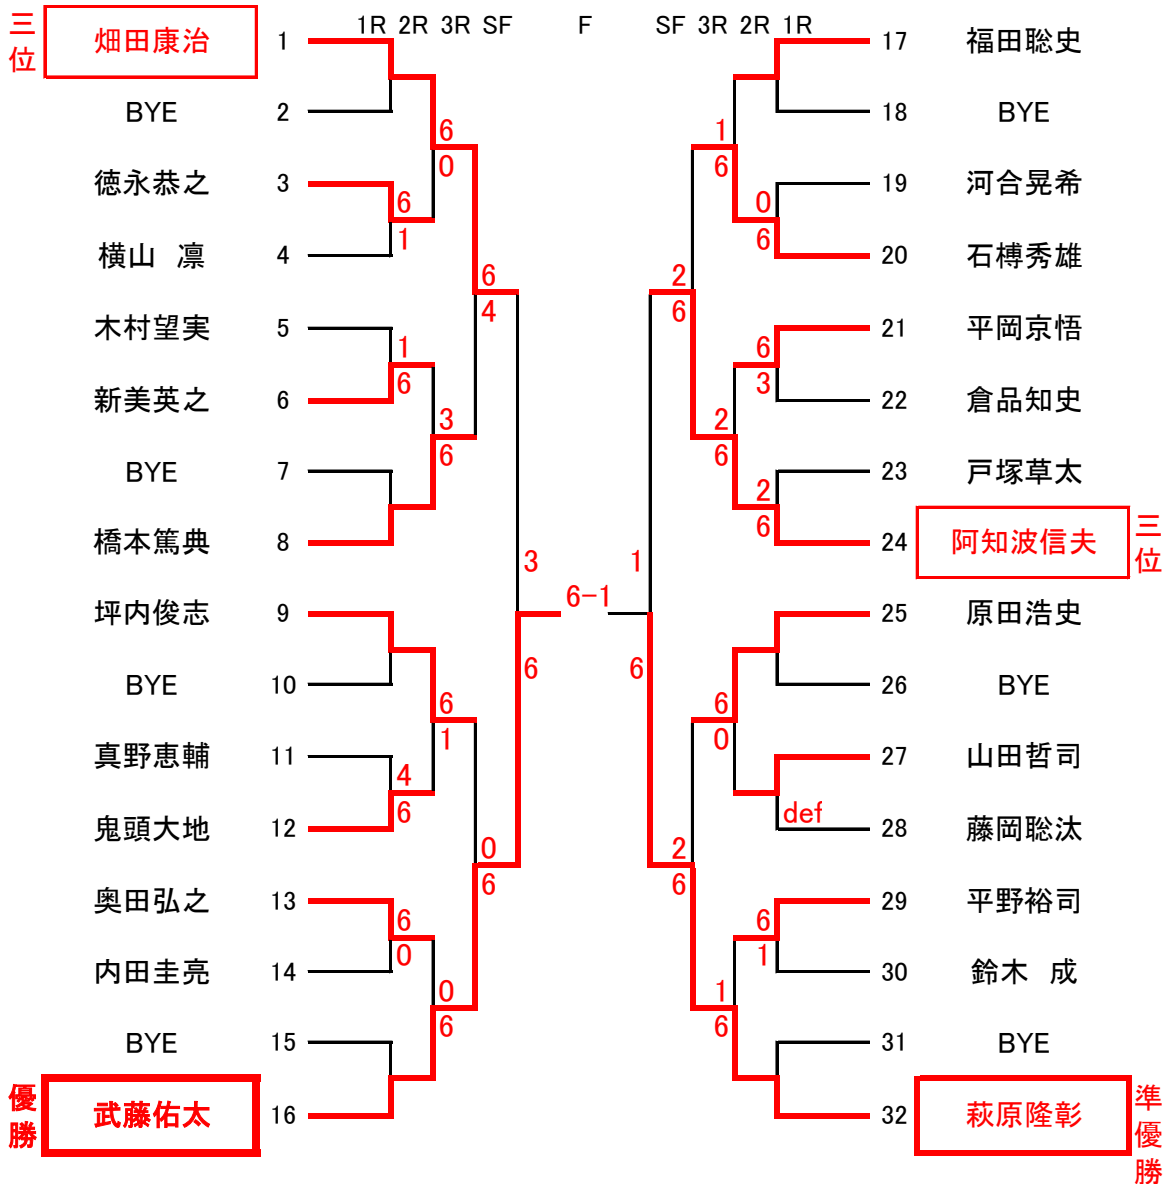 1R 2R 3R SF F SF 3R 2R 1R
三位 畑田康治 1
BYE 2
徳永恭之 3
横山 凛 4
木村望実 5
新美英之 6
BYE 7
橋本篤典 8
坪内俊志 9
BYE 10
真野恵輔 11
鬼頭大地 12
奥田弘之 13
内田圭亮 14
BYE 15
優勝 武藤佑太 16
6
1
1
6
4
6
6
0
6
0
3
6
6
1
0
6
6
4
0
6
3
6
6-1
1
6
2
6
2
6
1
6
2
6
6
0
1
6
0
6
6
3
2
6
def
6
1
17 福田聡史
18 BYE
19 河合晃希
20 石榑秀雄
21 平岡京悟
22 倉品知史
23 戸塚草太
24 阿知波信夫 三位
25 原田浩史
26 BYE
27 山田哲司
28 藤岡聡汰
29 平野裕司
30 鈴木 成
31 BYE
32 萩原隆彰 準優勝